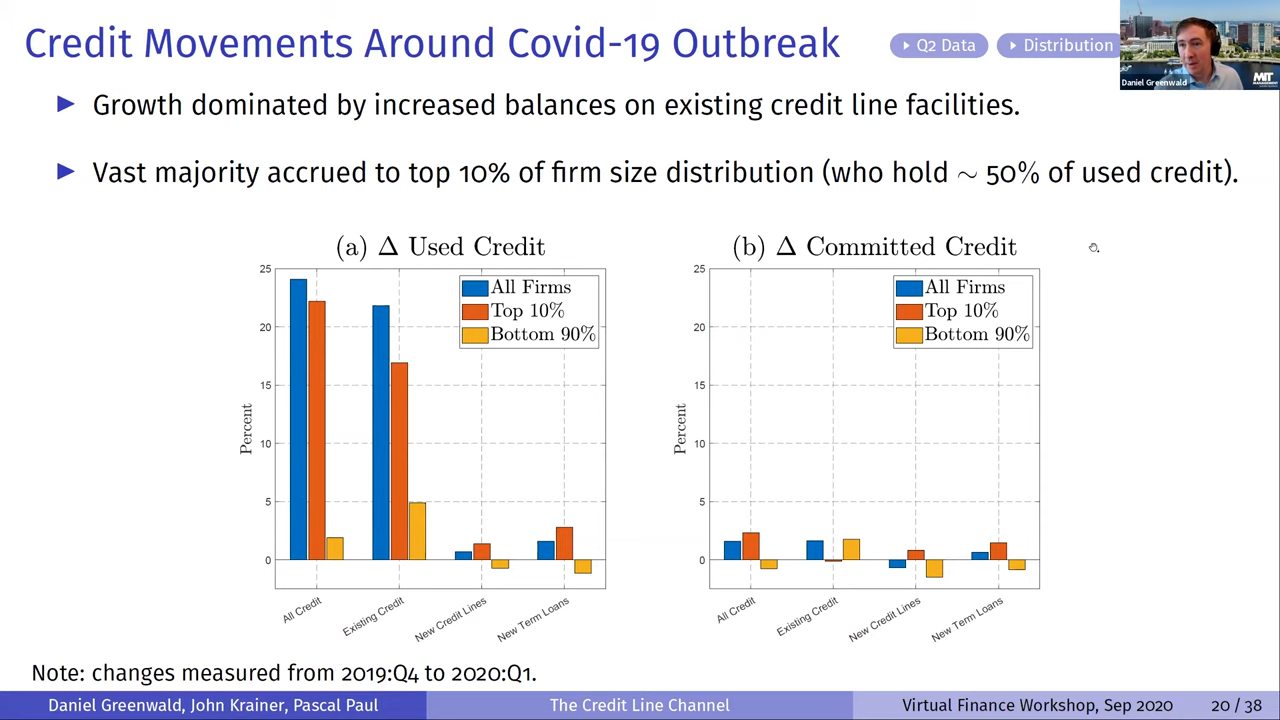 Credit Movements Around Covid-19 Outbreak
Q2 Data
Distribution
Daniel Greenwald
MIT
MANAGEMENT
Growth dominated by increased balances on existing credit line facilities.
Vast majority accrued to top 10% of firm size distribution (who hold ∼ 50% of used credit).
(a) Δ Used Credit
25
20
15
10
5
0
Percent
All Firms
Top 10%
Bottom 90%
All Credit
Existing Credit
New Credit Lines
New Term Loans
(b) Δ Committed Credit
25
20
15
10
5
0
Percent
All Firms
Top 10%
Bottom 90%
All Credit
Existing Credit
New Credit Lines
New Term Loans
Note: changes measured from 2019:Q4 to 2020:Q1.
Daniel Greenwald, John Krainer, Pascal Paul
The Credit Line Channel
Virtual Finance Workshop, Sep 2020
20 / 38